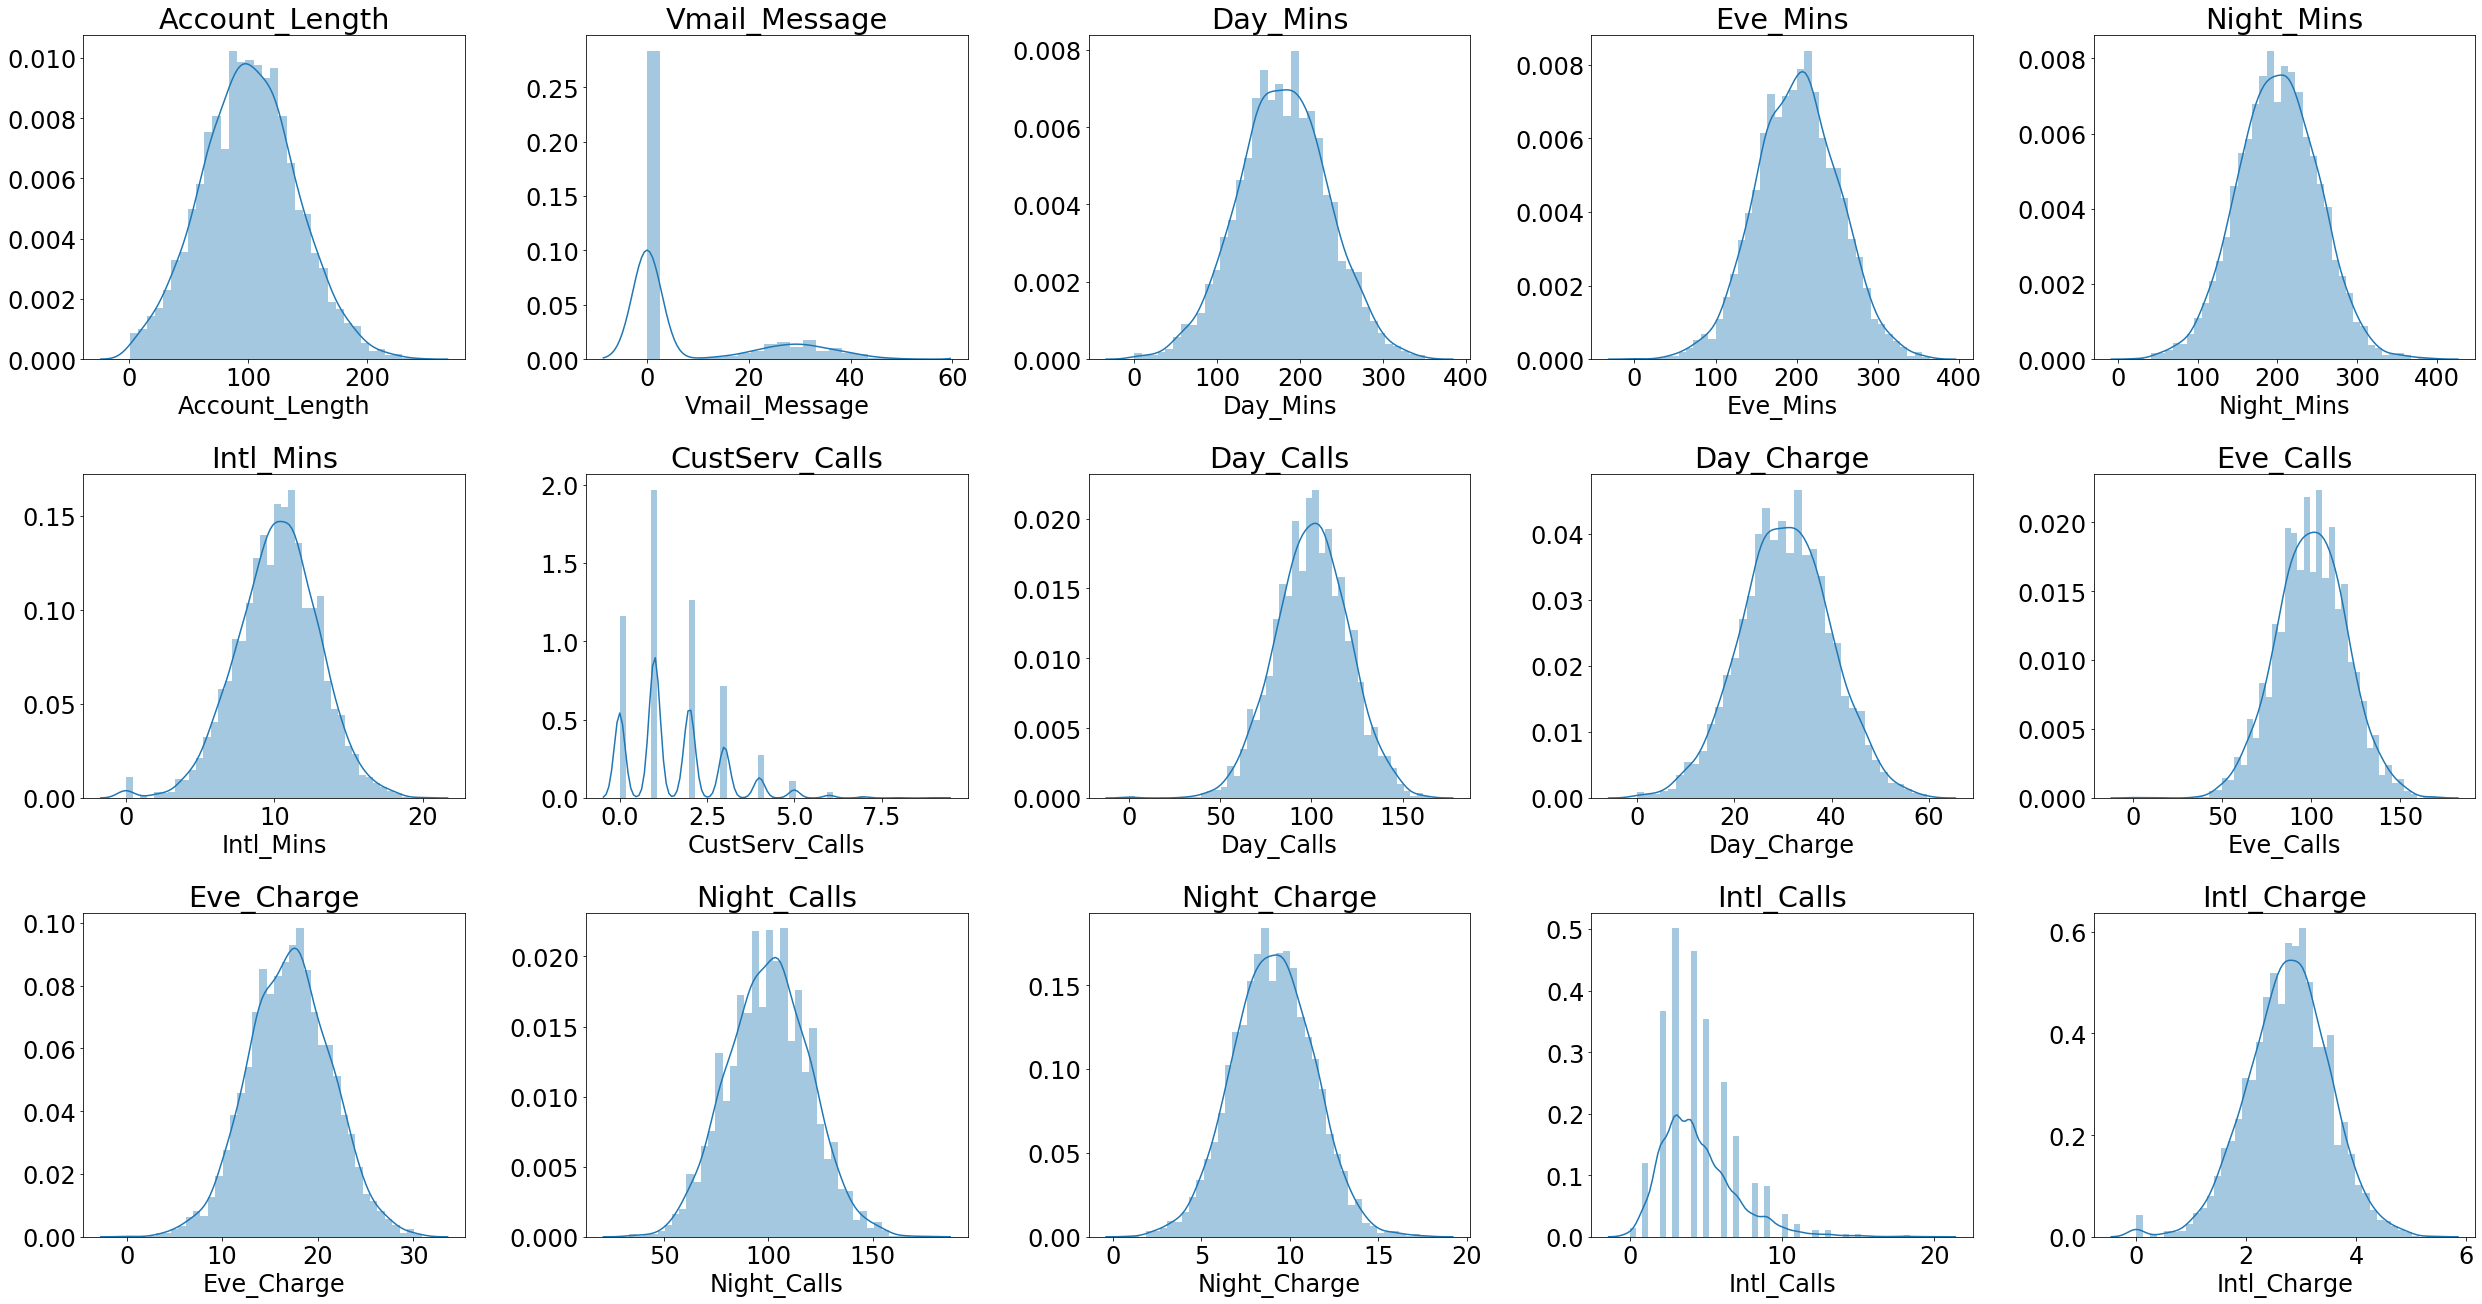 Account_Length
0.010
0.008
0.006
0.004
0.002
0.000
0 100 200
Account_Length
Vmail_Message
0.25
0.20
0.15
0.10
0.05
0.00
0 20 40 60
Vmail_Message
Day_Mins
0.008
0.006
0.004
0.002
0.000
0 100 200 300 400
Day_Mins
Eve_Mins
0.008
0.006
0.004
0.002
0.000
0 100 200 300 400
Eve_Mins
Night_Mins
0.008
0.006
0.004
0.002
0.000
0 100 200 300 400
Night_Mins
Intl_Mins
0.15
0.10
0.05
0.00
0 10 20
Intl_Mins
CustServ_Calls
2.0
1.5
1.0
0.5
0.0
0.0 2.5 5.0 7.5
CustServ_Calls
Day_Calls
0.020
0.015
0.010
0.005
0.000
0 50 100 150
Day_Calls
Day_Charge
0.04
0.03
0.02
0.01
0.00
0 20 40 60
Day_Charge
Eve_Calls
0.020
0.015
0.010
0.005
0.000
0 50 100 150
Eve_Calls
Eve_Charge
0.10
0.08
0.06
0.04
0.02
0.00
0 10 20 30
Eve_Charge
Night_Calls
0.020
0.015
0.010
0.005
0.000
50 100 150
Night_Calls
Night_Charge
0.15
0.10
0.05
0.00
0 5 10 15 20
Night_Charge
Intl_Calls
0.5
0.4
0.3
0.2
0.1
0.0
0 10 20
Intl_Calls
Intl_Charge
0.6
0.4
0.2
0.0
0 2 4 6
Intl_Charge